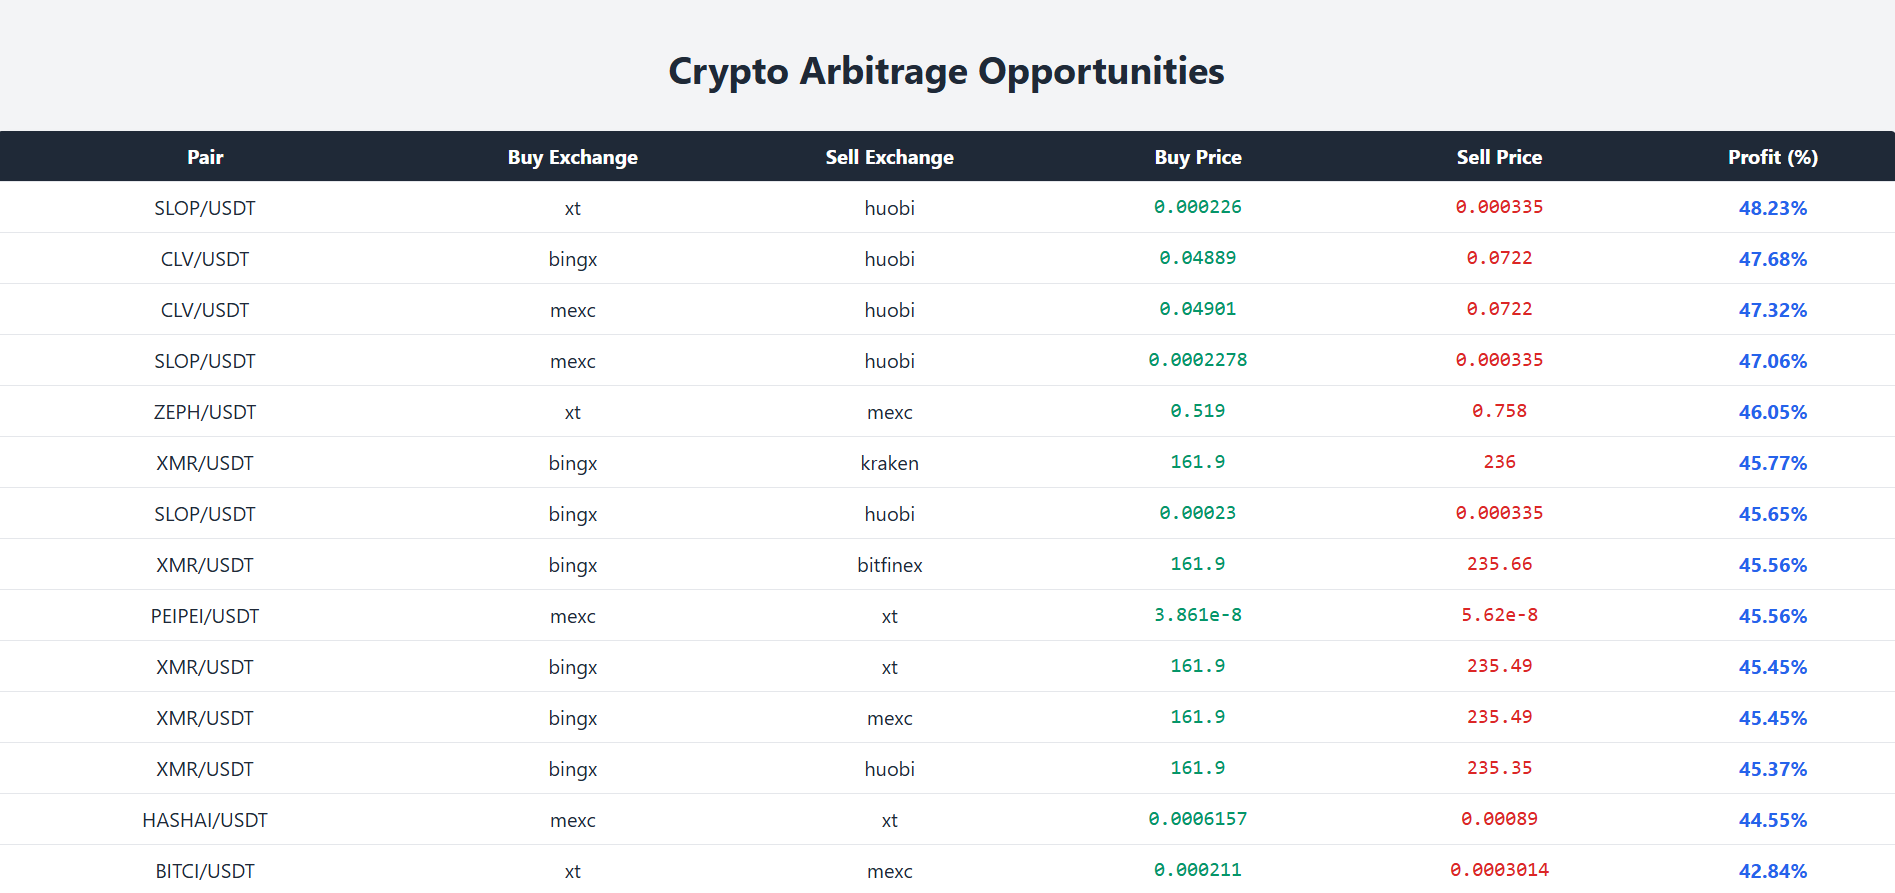 Crypto Arbitrage Opportunities
Pair Buy Exchange Sell Exchange Buy Price Sell Price Profit (%)
SLOP/USDT xt huobi 0.000226 0.000335 48.23%
CLV/USDT bingx huobi 0.04889 0.0722 47.68%
CLV/USDT mexc huobi 0.04901 0.0722 47.32%
SLOP/USDT mexc huobi 0.0002278 0.000335 47.06%
ZEPH/USDT xt mexc 0.519 0.758 46.05%
XMR/USDT bingx kraken 161.9 236 45.77%
SLOP/USDT bingx huobi 0.00023 0.000335 45.65%
XMR/USDT bingx bitfinex 161.9 235.66 45.56%
PEIPEI/USDT mexc xt 3.861e-8 5.62e-8 45.56%
XMR/USDT bingx xt 161.9 235.49 45.45%
XMR/USDT bingx mexc 161.9 235.49 45.45%
XMR/USDT bingx huobi 161.9 235.35 45.37%
HASHAI/USDT mexc xt 0.0006157 0.00089 44.55%
BITCI/USDT xt mexc 0.000211 0.0003014 42.84%